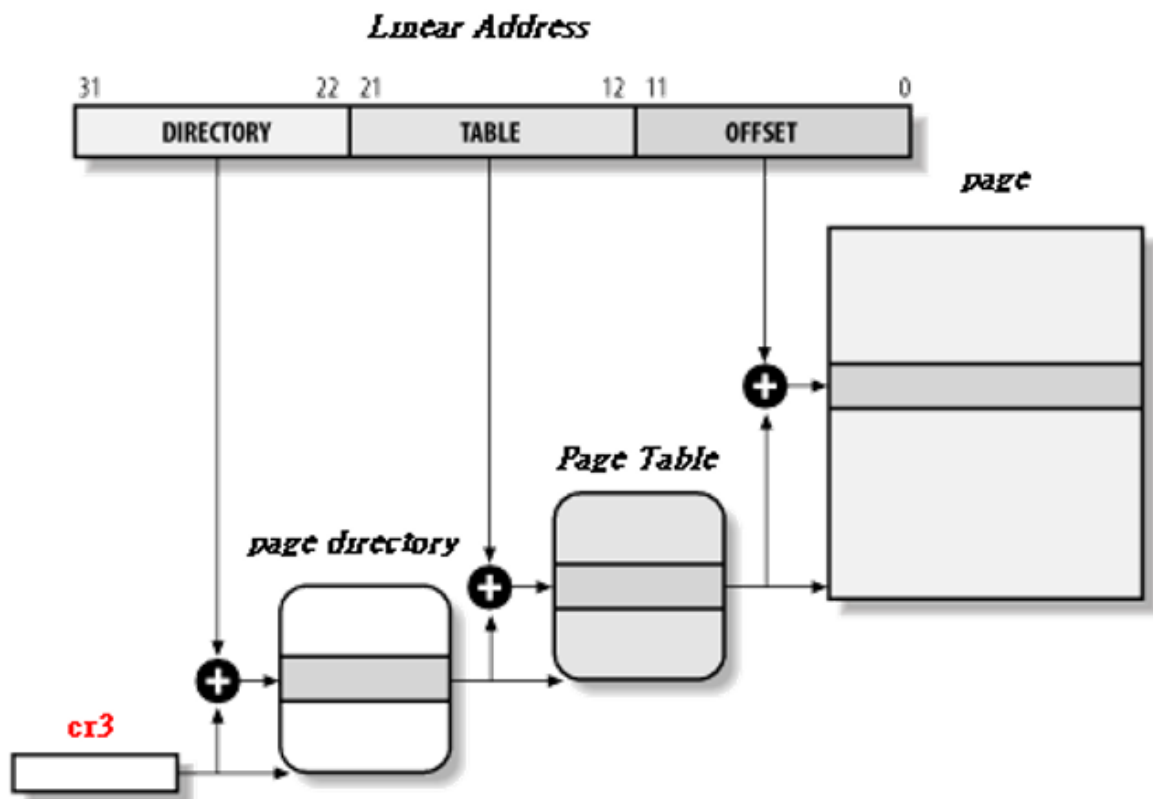 Linear Address
31 22 21 12 11 0
DIRECTORY TABLE OFFSET
page
Page Table
page directory
cr3